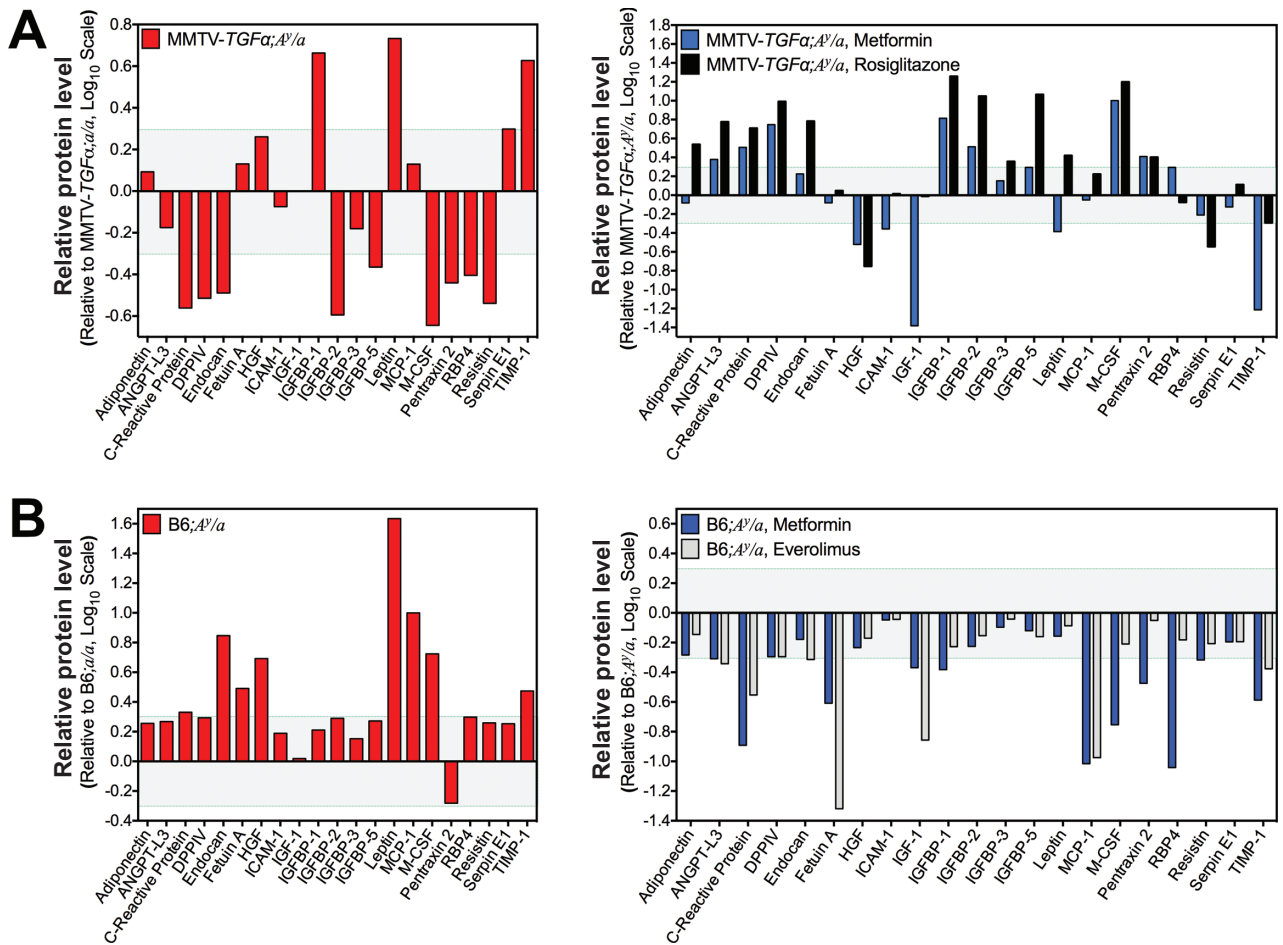 A
Relative protein level
(Relative to MMTV-TGFα;a/a, Log10 Scale)
0.8
0.6
0.4
0.2
0.0
-0.2
-0.4
-0.6
MMTV-TGFα;Ay/a
Adiponectin
ANGPT-L3
C-Reactive Protein
DPPIV
Endocan
Fetuin A
HGF
ICAM-1
IGF-1
IGFBP-1
IGFBP-2
IGFBP-3
IGFBP-5
Leptin
MCP-1
M-CSF
Pentraxin 2
RBP4
Resistin
Serpin E1
TIMP-1
Relative protein level
(Relative to MMTV-TGFα;Ay/a, Log10 Scale)
1.8
1.6
1.4
1.2
1.0
0.8
0.6
0.4
0.2
0.0
-0.2
-0.4
-0.6
-0.8
-1.0
-1.2
-1.4
MMTV-TGFα;Ay/a, Metformin
MMTV-TGFα;Ay/a, Rosiglitazone
Adiponectin
ANGPT-L3
C-Reactive Protein
DPPIV
Endocan
Fetuin A
HGF
ICAM-1
IGF-1
IGFBP-1
IGFBP-2
IGFBP-3
IGFBP-5
Leptin
MCP-1
M-CSF
Pentraxin 2
RBP4
Resistin
Serpin E1
TIMP-1
B
Relative protein level
(Relative to B6;a/a, Log10 Scale)
1.6
1.4
1.2
1.0
0.8
0.6
0.4
0.2
0.0
-0.2
-0.4
B6;Ay/a
Adiponectin
ANGPT-L3
C-Reactive Protein
DPPIV
Endocan
Fetuin A
HGF
ICAM-1
IGF-1
IGFBP-1
IGFBP-2
IGFBP-3
IGFBP-5
Leptin
MCP-1
M-CSF
Pentraxin 2
RBP4
Resistin
Serpin E1
TIMP-1
Relative protein level
(Relative to B6;Ay/a, Log10 Scale)
0.6
0.4
0.2
0.0
-0.2
-0.4
-0.6
-0.8
-1.0
-1.2
-1.4
B6;Ay/a, Metformin
B6;Ay/a, Everolimus
Adiponectin
ANGPT-L3
C-Reactive Protein
DPPIV
Endocan
Fetuin A
HGF
ICAM-1
IGF-1
IGFBP-1
IGFBP-2
IGFBP-3
IGFBP-5
Leptin
MCP-1
M-CSF
Pentraxin 2
RBP4
Resistin
Serpin E1
TIMP-1